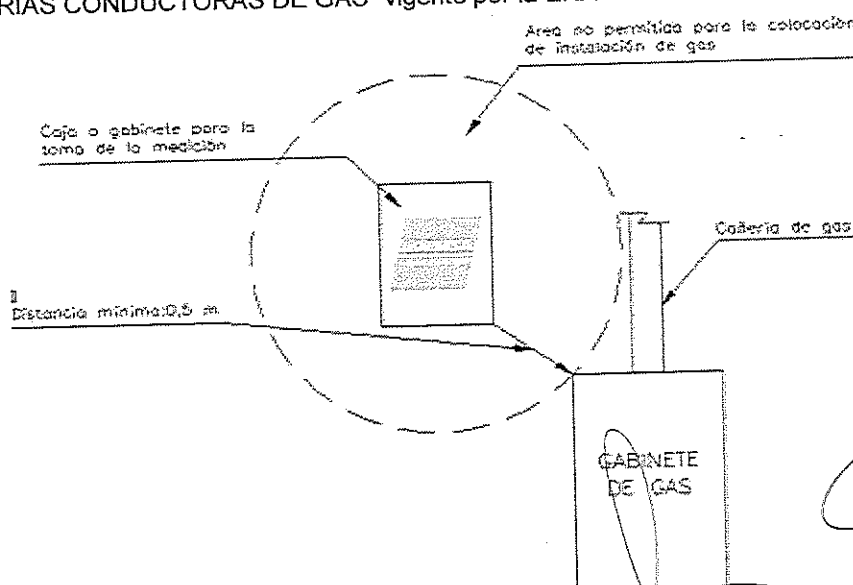 RIAS CONDUCTORAS DE GAS" vigente por la
Area no permitida para la colocación
de instalación de gas
Caja o gabinete para la
toma de la medición
Cañería de gas
Distancia mínima:0,5 m
GABINETE
DE GAS